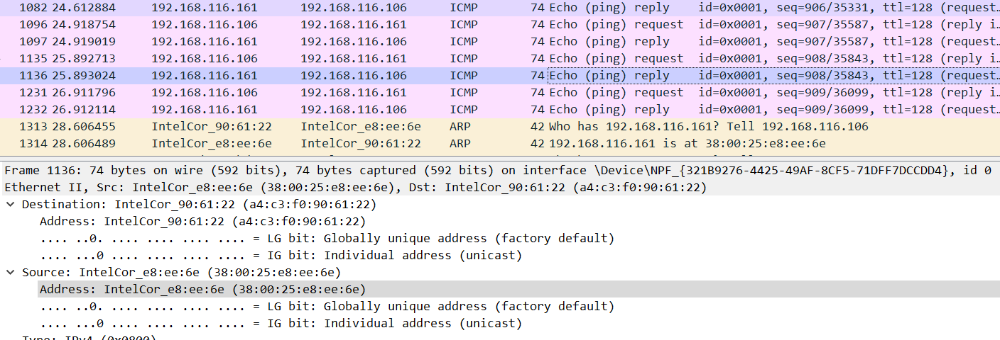 1082 24.612884 192.168.116.161 192.168.116.106 ICMP 74 Echo (ping) reply id=0x0001, seq=906/35331, ttl=128 (request…
1096 24.918754 192.168.116.106 192.168.116.161 ICMP 74 Echo (ping) request id=0x0001, seq=907/35587, ttl=128 (reply i…
1097 24.919019 192.168.116.161 192.168.116.106 ICMP 74 Echo (ping) reply id=0x0001, seq=907/35587, ttl=128 (request…
1135 25.892713 192.168.116.106 192.168.116.161 ICMP 74 Echo (ping) request id=0x0001, seq=908/35843, ttl=128 (reply i…
1136 25.893024 192.168.116.161 192.168.116.106 ICMP 74 Echo (ping) reply id=0x0001, seq=908/35843, ttl=128 (request…
1231 26.911796 192.168.116.106 192.168.116.161 ICMP 74 Echo (ping) request id=0x0001, seq=909/36099, ttl=128 (reply i…
1232 26.912114 192.168.116.161 192.168.116.106 ICMP 74 Echo (ping) reply id=0x0001, seq=909/36099, ttl=128 (request…
1313 28.606455 IntelCor_90:61:22 IntelCor_e8:ee:6e ARP 42 Who has 192.168.116.161? Tell 192.168.116.106
1314 28.606489 IntelCor_e8:ee:6e IntelCor_90:61:22 ARP 42 192.168.116.161 is at 38:00:25:e8:ee:6e
Frame 1136: 74 bytes on wire (592 bits), 74 bytes captured (592 bits) on interface \Device\NPF_{321B9276-4425-49AF-8CF5-71DFF7DCCDD4}, id 0
Ethernet II, Src: IntelCor_e8:ee:6e (38:00:25:e8:ee:6e), Dst: IntelCor_90:61:22 (a4:c3:f0:90:61:22)
Destination: IntelCor_90:61:22 (a4:c3:f0:90:61:22)
Address: IntelCor_90:61:22 (a4:c3:f0:90:61:22)
.... ..0. .... .... .... .... = LG bit: Globally unique address (factory default)
.... ...0 .... .... .... .... = IG bit: Individual address (unicast)
Source: IntelCor_e8:ee:6e (38:00:25:e8:ee:6e)
Address: IntelCor_e8:ee:6e (38:00:25:e8:ee:6e)
.... ..0. .... .... .... .... = LG bit: Globally unique address (factory default)
.... ...0 .... .... .... .... = IG bit: Individual address (unicast)
Type: IPv4 (0x0800)